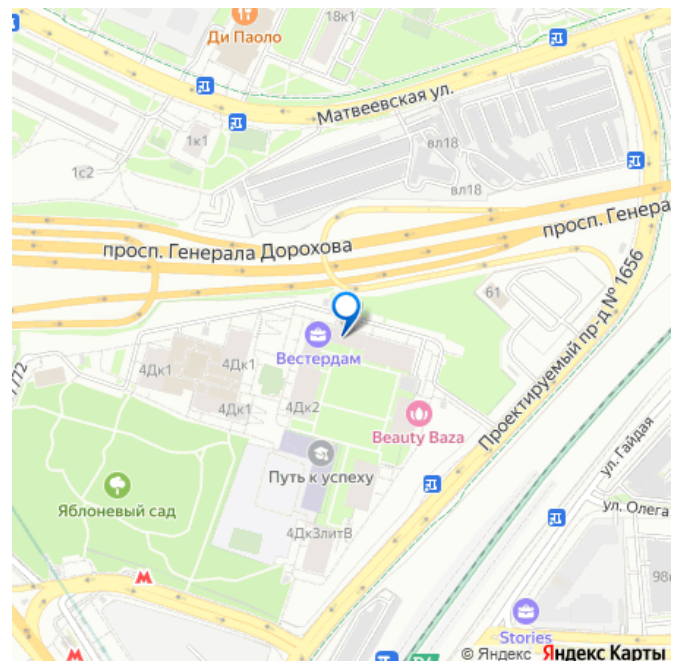 18к1
Ди Паоло
Матвеевская ул.
1к1
1с2
вл18
вл18
просп. Генерала Дорохова
просп. Генера
Проектируемый пр-д № 1656
61
Вестердам
4Дк1
4Дк1
4Дк1
4Дк2
7772
Beauty Baza
Путь к успеху
ул. Гайдая
Яблоневый сад
ул. Олега
4Дк3литВ
98
Stories
© Яндекс Яндекс Карты